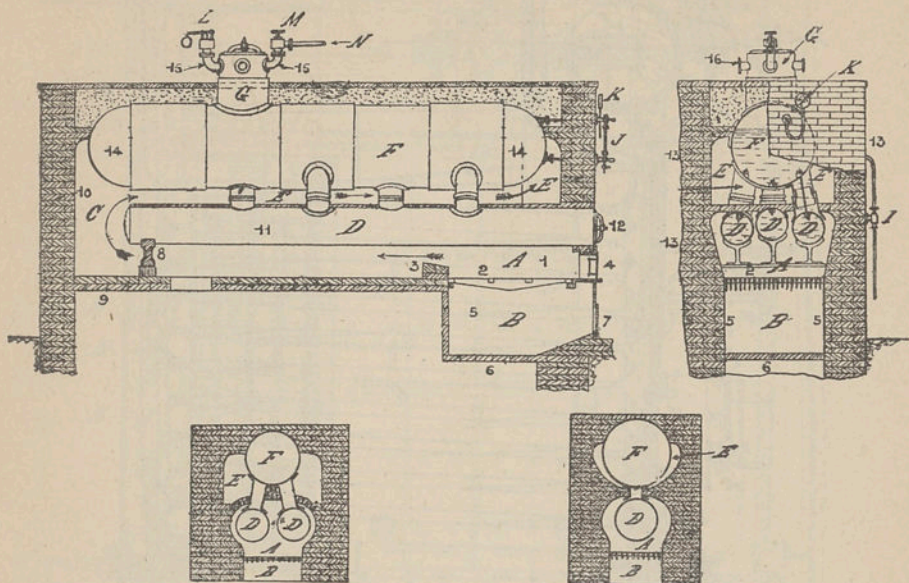 L M
N
15 15
G
K
14 F 14
J
10 E E
C
11 D 12
8 A 1
3 2 4
9
5 B 7
6
16 G
K
F
13 13
E E
D D D
13 I
2 A
5 B 5
6
F
E
D D
A
B
F E
D
A
B